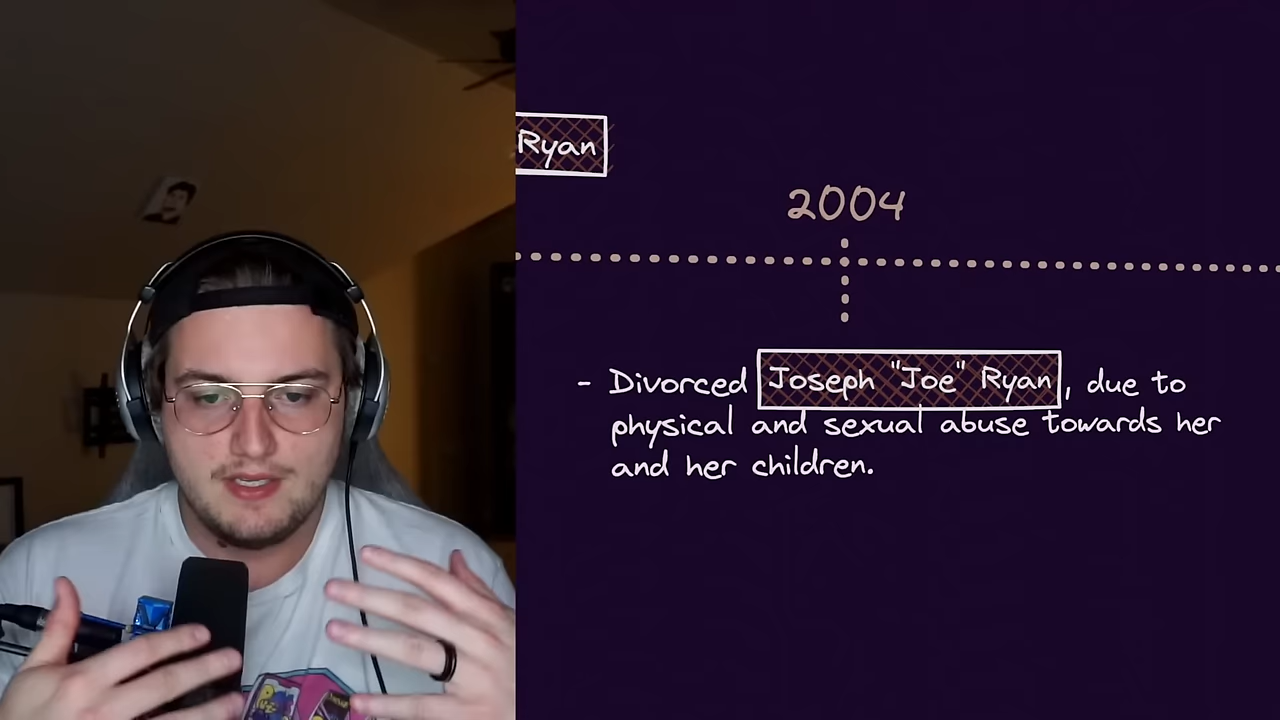 Ryan
2004
- Divorced Joseph "Joe" Ryan, due to
physical and sexual abuse towards her
and her children.